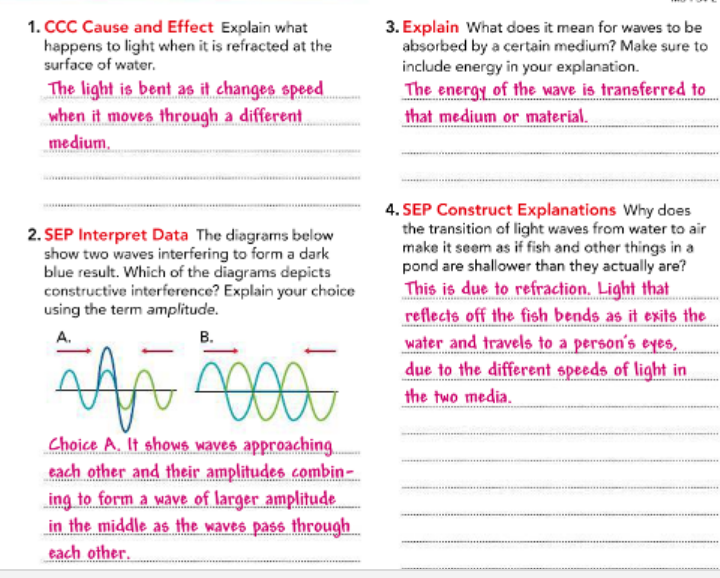 1. CCC Cause and Effect Explain what
happens to light when it is refracted at the
surface of water.
The light is bent as it changes speed
when it moves through a different
medium.
2. SEP Interpret Data The diagrams below
show two waves interfering to form a dark
blue result. Which of the diagrams depicts
constructive interference? Explain your choice
using the term amplitude.
A.
B.
Choice A. It shows waves approaching
each other and their amplitudes combin-
ing to form a wave of larger amplitude
in the middle as the waves pass through
each other.
3. Explain What does it mean for waves to be
absorbed by a certain medium? Make sure to
include energy in your explanation.
The energy of the wave is transferred to
that medium or material.
4. SEP Construct Explanations Why does
the transition of light waves from water to air
make it seem as if fish and other things in a
pond are shallower than they actually are?
This is due to refraction. Light that
reflects off the fish bends as it exits the
water and travels to a person's eyes,
due to the different speeds of light in
the two media.